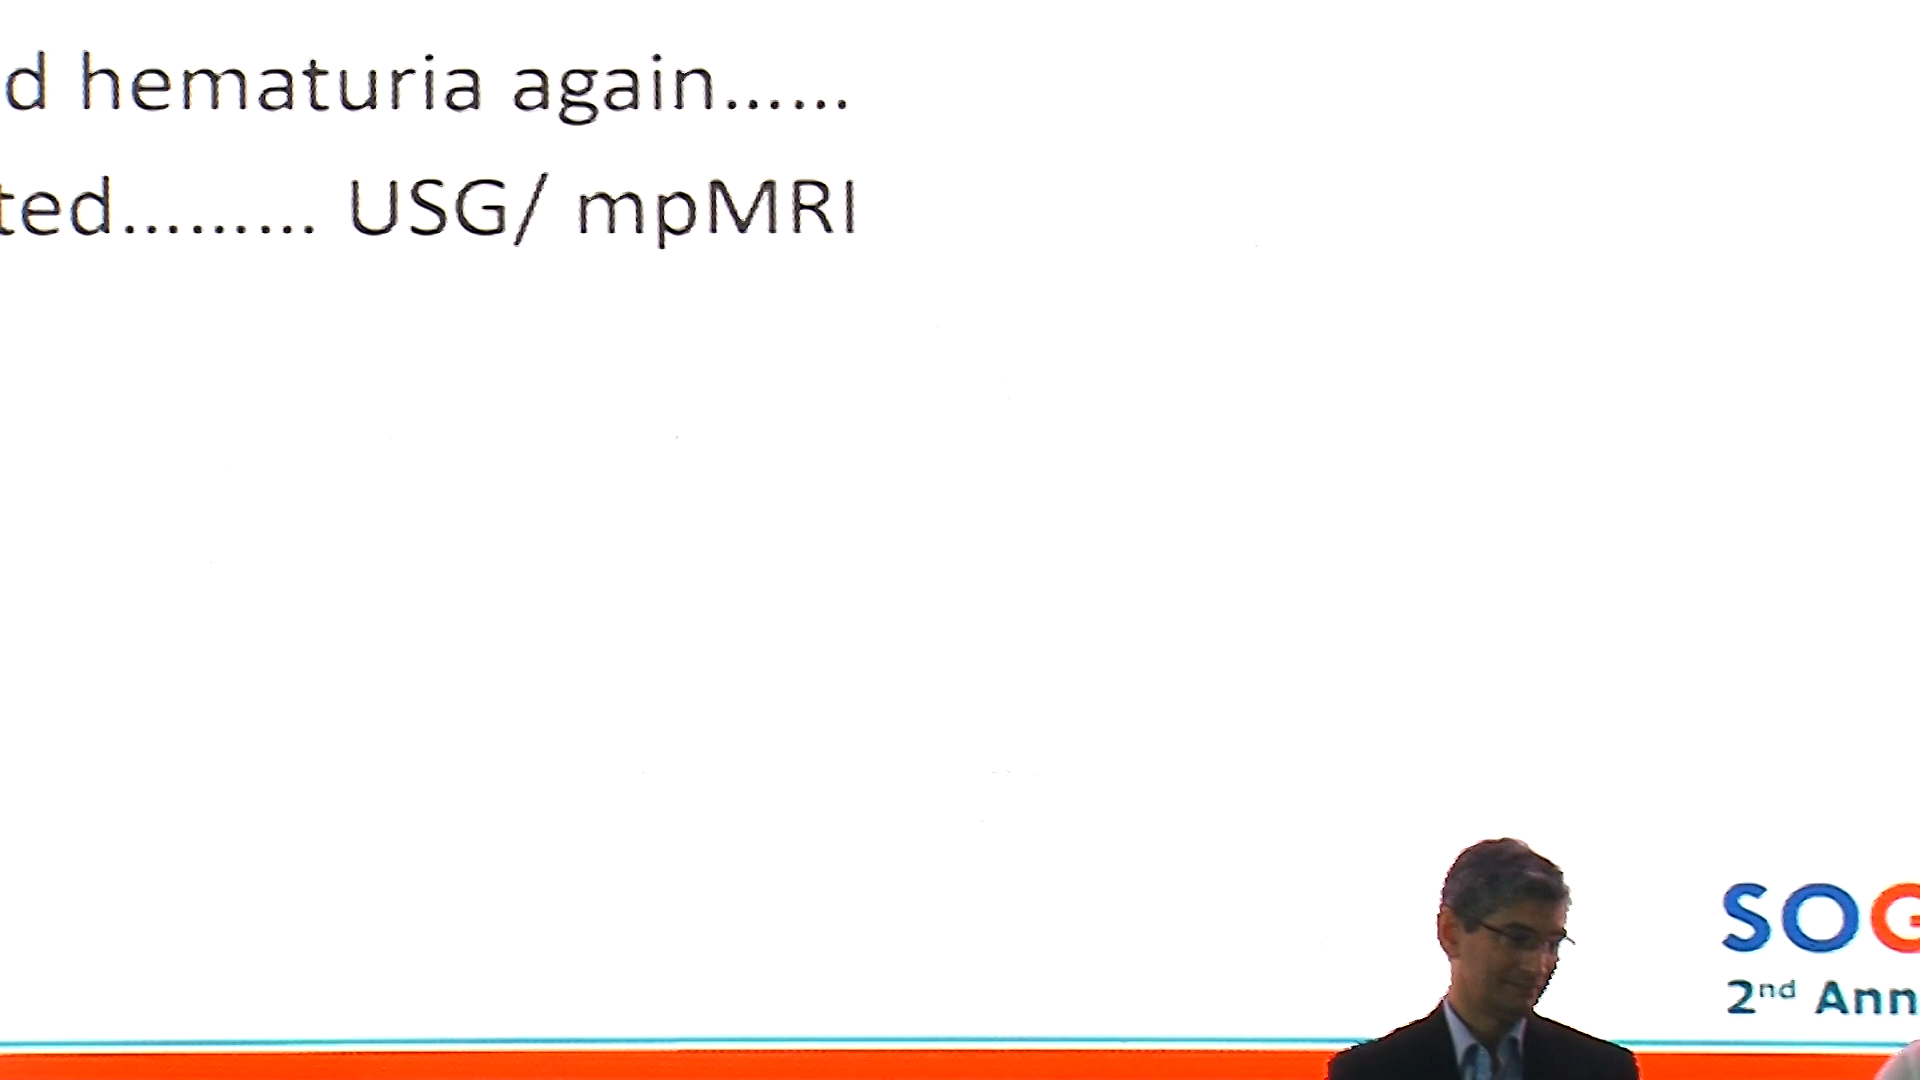 d hematuria again......
ted......... USG/ mpMRI
SOG
2nd Ann